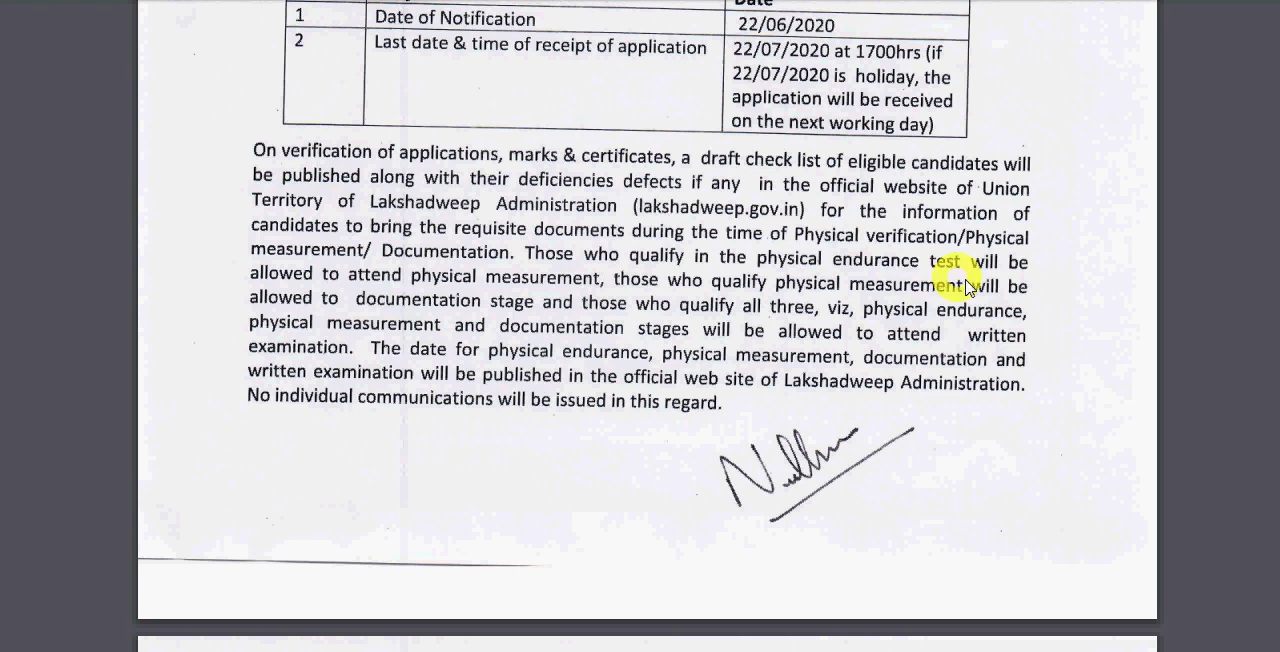 Date
1 Date of Notification 22/06/2020
2 Last date & time of receipt of application 22/07/2020 at 1700hrs (if
22/07/2020 is holiday, the
application will be received
on the next working day)
On verification of applications, marks & certificates, a draft check list of eligible candidates will
be published along with their deficiencies defects if any in the official website of Union
Territory of Lakshadweep Administration (lakshadweep.gov.in) for the information of
candidates to bring the requisite documents during the time of Physical verification/Physical
measurement/ Documentation. Those who qualify in the physical endurance test will be
allowed to attend physical measurement, those who qualify physical measurement will be
allowed to documentation stage and those who qualify all three, viz, physical endurance,
physical measurement and documentation stages will be allowed to attend written
examination. The date for physical endurance, physical measurement, documentation and
written examination will be published in the official web site of Lakshadweep Administration.
No individual communications will be issued in this regard.